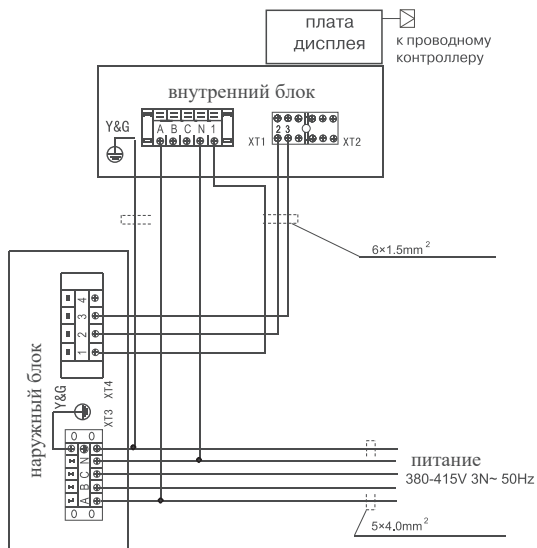 плата
дисплея
к проводному
контроллеру
внутренний блок
Y&G
A B C N 1
2 3
XT1
XT2
6×1.5mm²
наружный блок
4
3
2
1
XT4
Y&G
XT3
N
C
B
A
питание
380-415V 3N~ 50Hz
5×4.0mm²